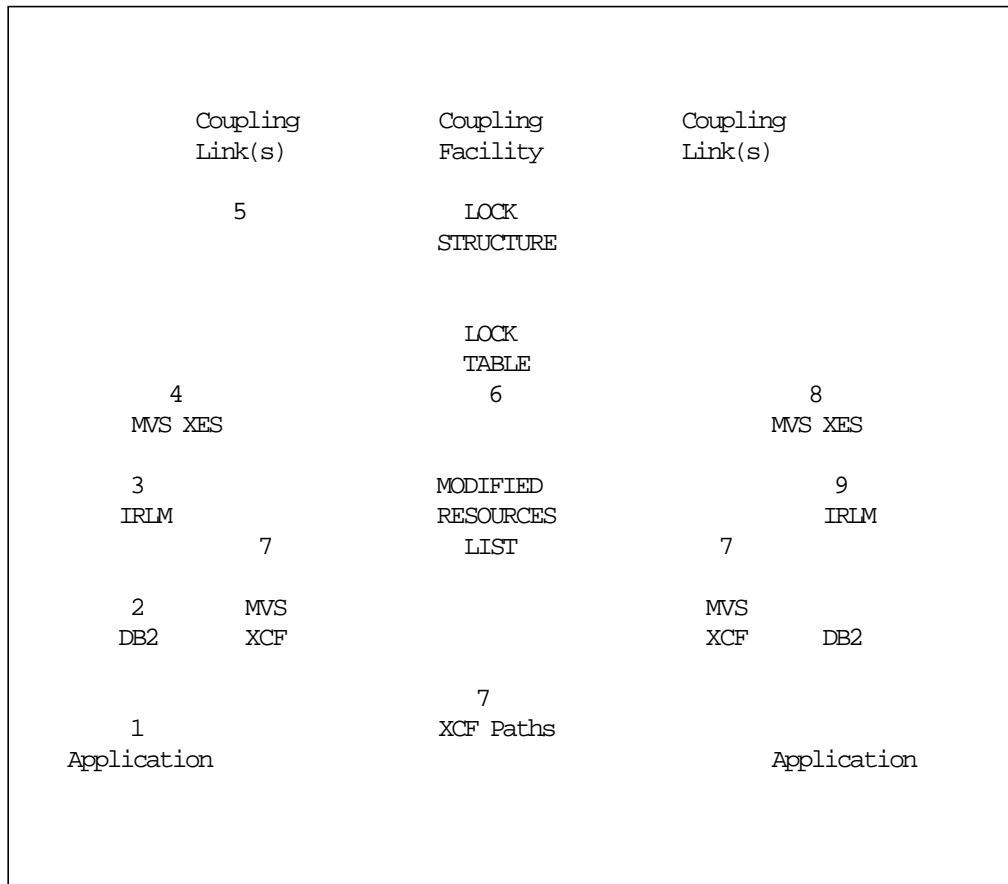 Coupling Coupling Coupling
Link(s) Facility Link(s)
5 LOCK
STRUCTURE
LOCK
TABLE
4 6 8
MVS XES MVS XES
3 MODIFIED 9
IRLM RESOURCES IRLM
7 LIST 7
2 MVS MVS
DB2 XCF XCF DB2
7
1 XCF Paths
Application Application